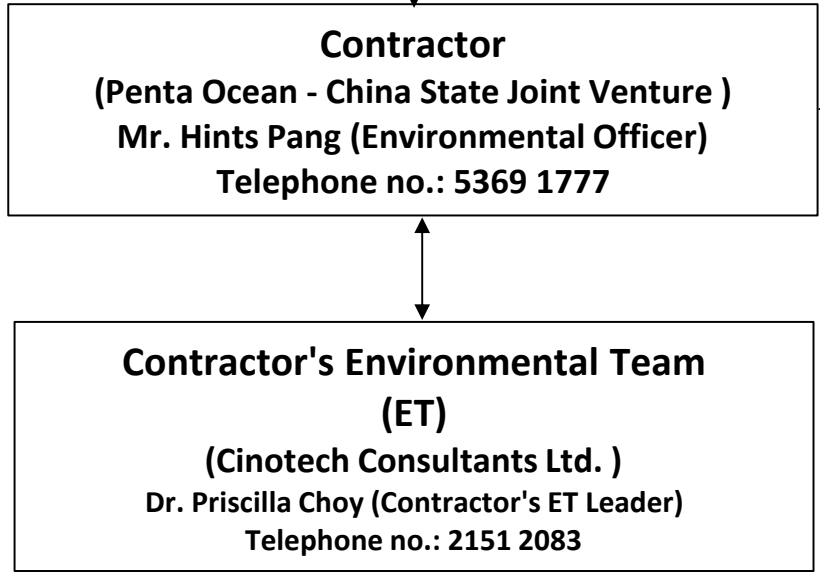 Contractor
(Penta Ocean - China State Joint Venture )
Mr. Hints Pang (Environmental Officer)
Telephone no.: 5369 1777
Contractor's Environmental Team
(ET)
(Cinotech Consultants Ltd. )
Dr. Priscilla Choy (Contractor's ET Leader)
Telephone no.: 2151 2083